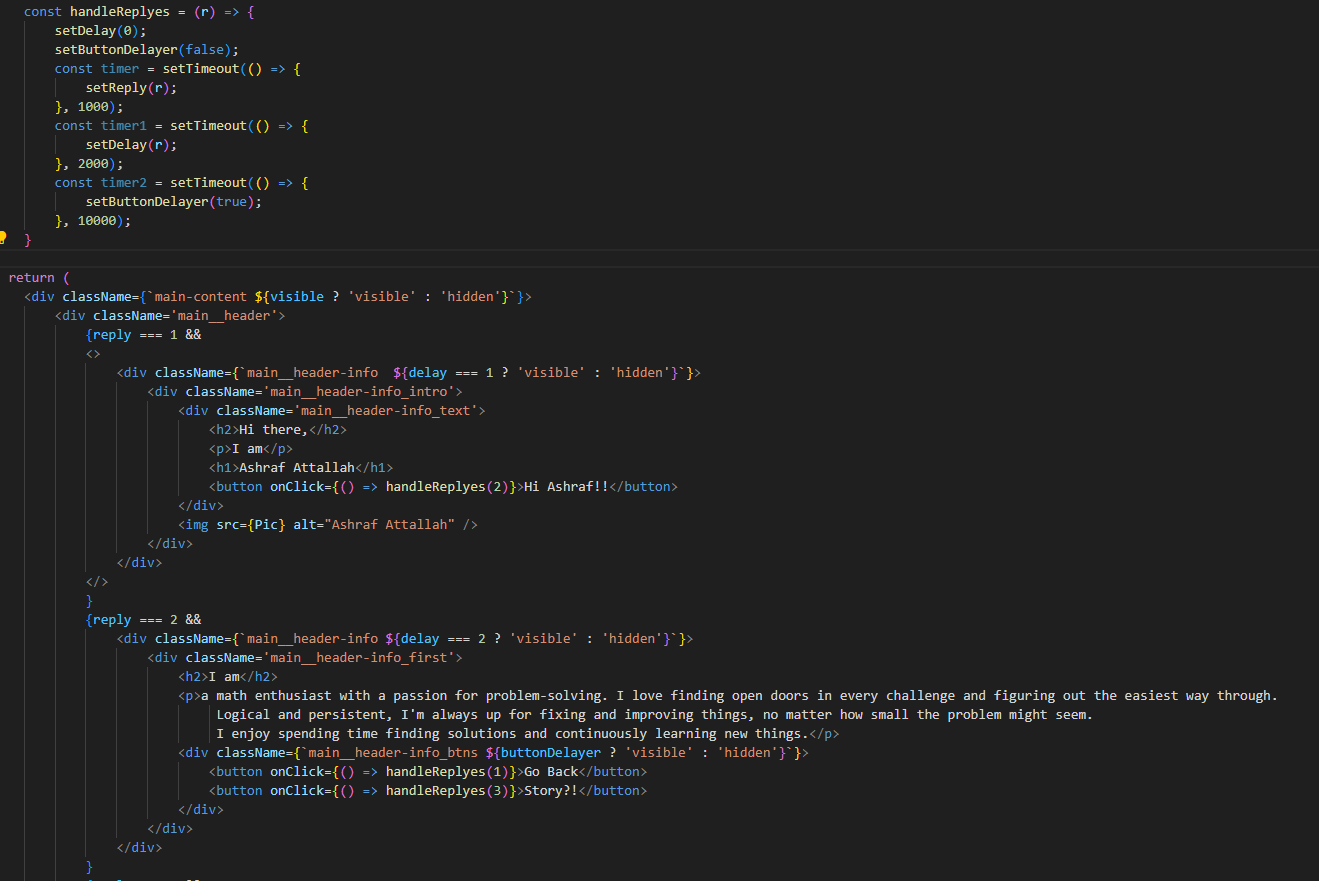 const handleReplyes = (r) => {
    setDelay(0);
    setButtonDelayer(false);
    const timer = setTimeout(() => {
        setReply(r);
    }, 1000);
    const timer1 = setTimeout(() => {
        setDelay(r);
    }, 2000);
    const timer2 = setTimeout(() => {
        setButtonDelayer(true);
    }, 10000);
}
return (
  <div className={`main-content ${visible ? 'visible' : 'hidden'}`}>
      <div className='main__header'>
          {reply === 1 &&
          <>
              <div className={`main__header-info  ${delay === 1 ? 'visible' : 'hidden'}`}>
                  <div className='main__header-info_intro'>
                      <div className='main__header-info_text'>
                          <h2>Hi there,</h2>
                          <p>I am</p>
                          <h1>Ashraf Attallah</h1>
                          <button onClick={() => handleReplyes(2)}>Hi Ashraf!!</button>
                      </div>
                      <img src={Pic} alt="Ashraf Attallah" />
                  </div>
              </div>
          </>
          }
          {reply === 2 &&
              <div className={`main__header-info ${delay === 2 ? 'visible' : 'hidden'}`}>
                  <div className='main__header-info_first'>
                      <h2>I am</h2>
                      <p>a math enthusiast with a passion for problem-solving. I love finding open doors in every challenge and figuring out the easiest way through.
                           Logical and persistent, I'm always up for fixing and improving things, no matter how small the problem might seem.
                           I enjoy spending time finding solutions and continuously learning new things.</p>
                      <div className={`main__header-info_btns ${buttonDelayer ? 'visible' : 'hidden'}`}>
                          <button onClick={() => handleReplyes(1)}>Go Back</button>
                          <button onClick={() => handleReplyes(3)}>Story?!</button>
                      </div>
                  </div>
              </div>
          }